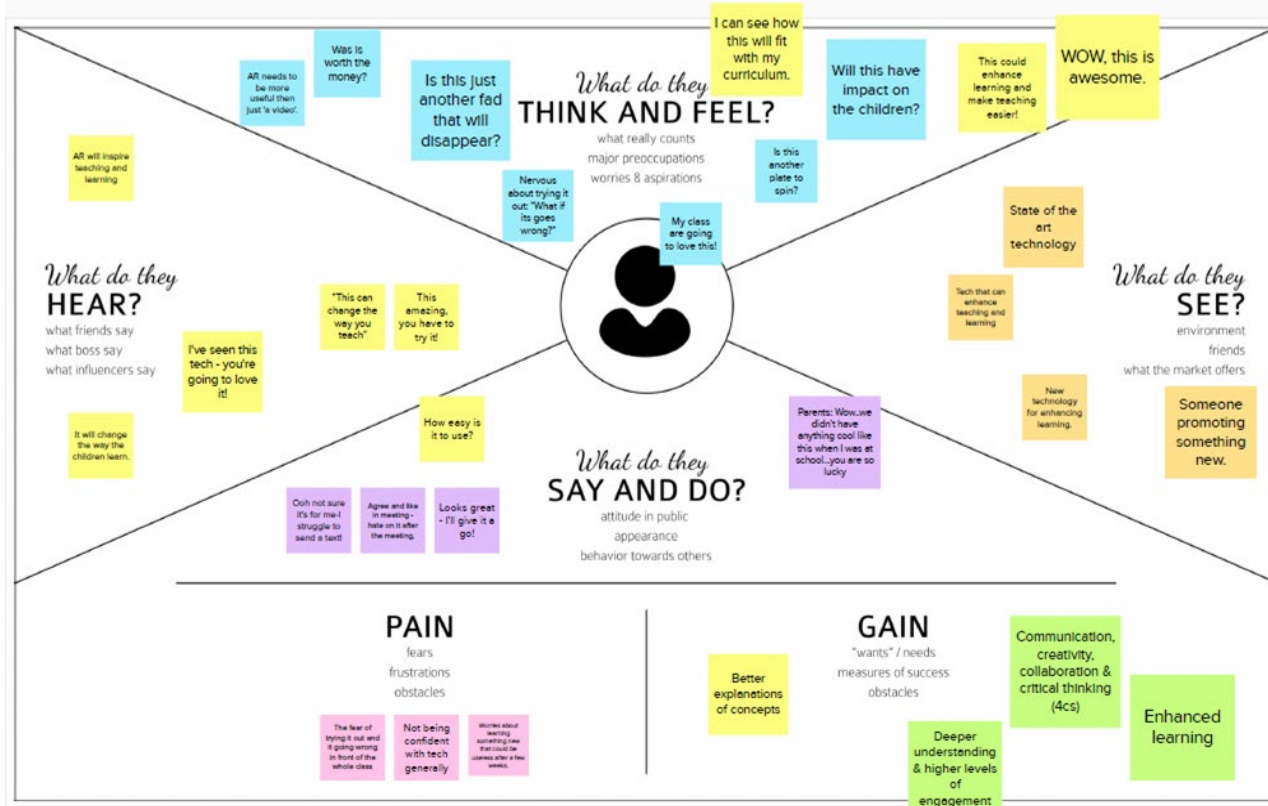 Was is
worth the
money?
AR needs to
be more
useful then
just 'a video'.
Is this just
another fad
that will
disappear?
What do they
THINK AND FEEL?
what really counts
major preoccupations
worries & aspirations
I can see how
this will fit
with my
curriculum.
Will this have
impact on
the children?
This could
enhance
learning and
make teaching
easier!
WOW, this is
awesome.
Nervous
about trying it
out: "What if
its goes
wrong?"
Is this
another
plate to
spin?
My class
are going
to love this!
AR will inspire
teaching and
learning
What do they
HEAR?
what friends say
what boss say
what influencers say
"This can
change the
way you
teach"
This
amazing,
you have to
try it!
I've seen this
tech - you're
going to love
it!
It will change
the way the
children learn.
State of the
art
technology
Tech that can
enhance
teaching and
learning
What do they
SEE?
environment
friends
what the market offers
New
technology
for enhancing
learning.
Someone
promoting
something
new.
How easy
is it to use?
What do they
SAY AND DO?
attitude in public
appearance
behavior towards others
Parents: Wow..we
didn't have
anything cool like
this when I was at
school...you are so
lucky
Ooh not sure
it's for me-I
struggle to
send a text!
Agree and like
in meeting -
hate on it after
the meeting.
Looks great
- I'll give it a
go!
PAIN
fears
frustrations
obstacles
The fear of
trying it out and
it going wrong
in front of the
whole class
Not being
confident
with tech
generally
Worries about
learning
something new
that could be
useless after a few
weeks.
GAIN
"wants" / needs
measures of success
obstacles
Better
explanations
of concepts
Communication,
creativity,
collaboration &
critical thinking
(4cs)
Deeper
understanding
& higher levels
of
engagement
Enhanced
learning